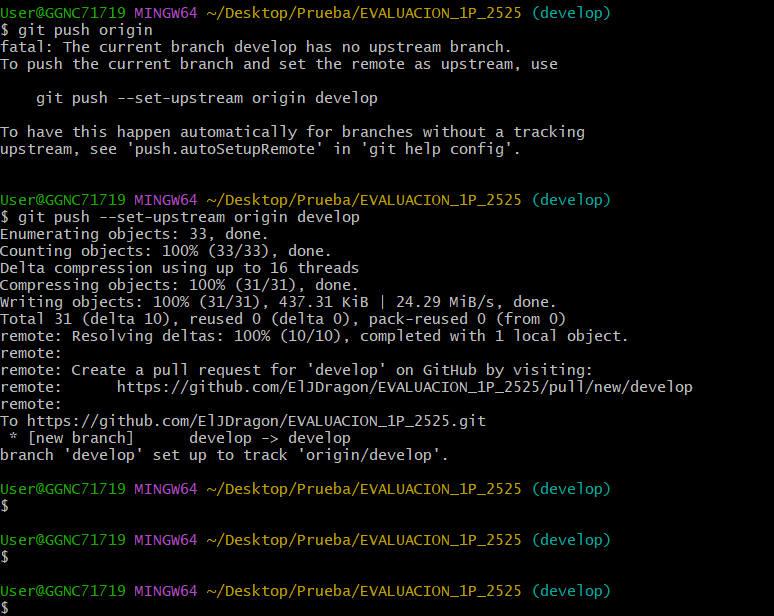 User@GGNC71719 MINGW64 ~/Desktop/Prueba/EVALUACION_1P_2525 (develop)
$ git push origin
fatal: The current branch develop has no upstream branch.
To push the current branch and set the remote as upstream, use
    git push --set-upstream origin develop
To have this happen automatically for branches without a tracking
upstream, see 'push.autoSetupRemote' in 'git help config'.
User@GGNC71719 MINGW64 ~/Desktop/Prueba/EVALUACION_1P_2525 (develop)
$ git push --set-upstream origin develop
Enumerating objects: 33, done.
Counting objects: 100% (33/33), done.
Delta compression using up to 16 threads
Compressing objects: 100% (31/31), done.
Writing objects: 100% (31/31), 437.31 KiB | 24.29 MiB/s, done.
Total 31 (delta 10), reused 0 (delta 0), pack-reused 0 (from 0)
remote: Resolving deltas: 100% (10/10), completed with 1 local object.
remote:
remote: Create a pull request for 'develop' on GitHub by visiting:
remote:      https://github.com/ElJDragon/EVALUACION_1P_2525/pull/new/develop
remote:
To https://github.com/ElJDragon/EVALUACION_1P_2525.git
 * [new branch]      develop -> develop
branch 'develop' set up to track 'origin/develop'.
User@GGNC71719 MINGW64 ~/Desktop/Prueba/EVALUACION_1P_2525 (develop)
$
User@GGNC71719 MINGW64 ~/Desktop/Prueba/EVALUACION_1P_2525 (develop)
$
User@GGNC71719 MINGW64 ~/Desktop/Prueba/EVALUACION_1P_2525 (develop)
$